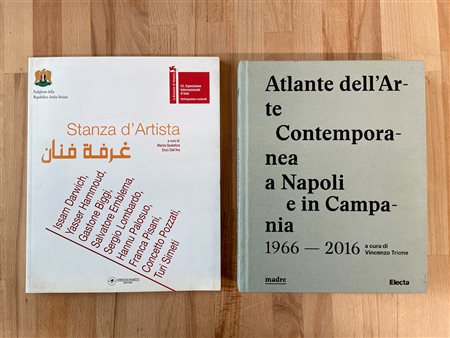 Padiglione della
Repubblica Araba Siriana
53. Esposizione
Internazionale
d'Arte
Partecipazioni nazionali
Stanza d'Artista
غرفة فنان
a cura di
Enzo Dall'Ara
Issam Darwich,
Yasser Hammoud,
Gastone Biggi,
Salvatore Emblema,
Sergio Lombardo,
Hannu Palosuo,
Franca Pisani,
Concetto Pozzati,
Turi Simeti
Atlante dell'Ar-
te
Contempora-
nea
a Napoli
e in Campa-
nia
1966 — 2016
a cura di
Vincenzo Trione
madre
Electa